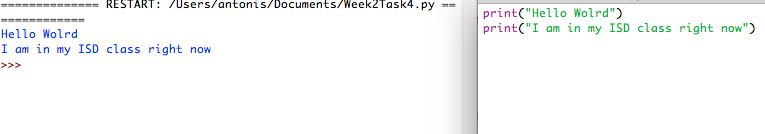 ============== RESTART: /Users/antonis/Documents/Week2Task4.py ==
============
Hello Wolrd
I am in my ISD class right now
>>>
print("Hello Wolrd")
print("I am in my ISD class right now")